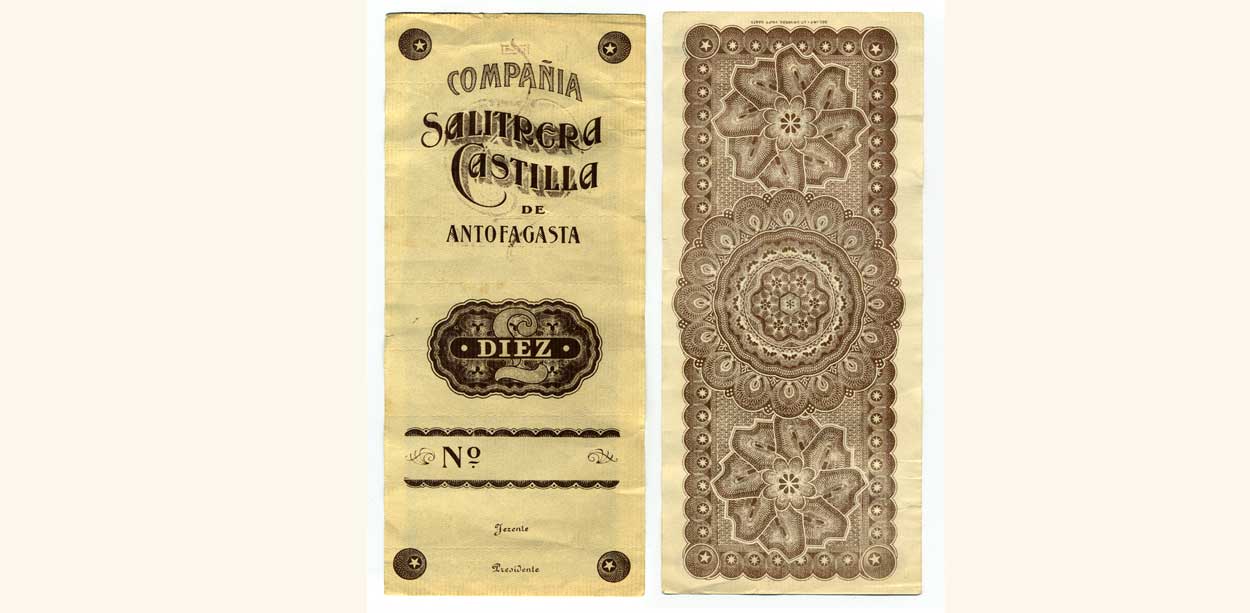 COMPAÑIA
SALITRERA
CASTILLA
DE
ANTOFAGASTA
£
· DIEZ ·
Nº
Jerente
Presidente